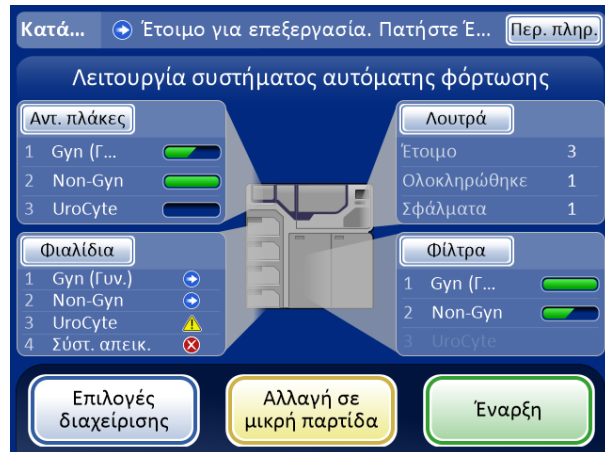 Κατά... Έτοιμο για επεξεργασία. Πατήστε Έ... Περ. πληρ.
Λειτουργία συστήματος αυτόματης φόρτωσης
Αντ. πλάκες
1 Gyn (Γ...
2 Non-Gyn
3 UroCyte
Λουτρά
Έτοιμο 3
Ολοκληρώθηκε 1
Σφάλματα 1
Φιαλίδια
1 Gyn (Γυν.)
2 Non-Gyn
3 UroCyte
4 Σύστ. απεικ.
Φίλτρα
1 Gyn (Γ...
2 Non-Gyn
3 UroCyte
Επιλογές
διαχείρισης
Αλλαγή σε
μικρή παρτίδα
Έναρξη